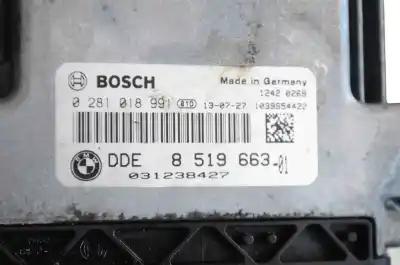 BOSCH
Made in Germany
1242 0269
0 281 018 991 13-07-27 1039S54422
DDE 8 519 663-01
031238427